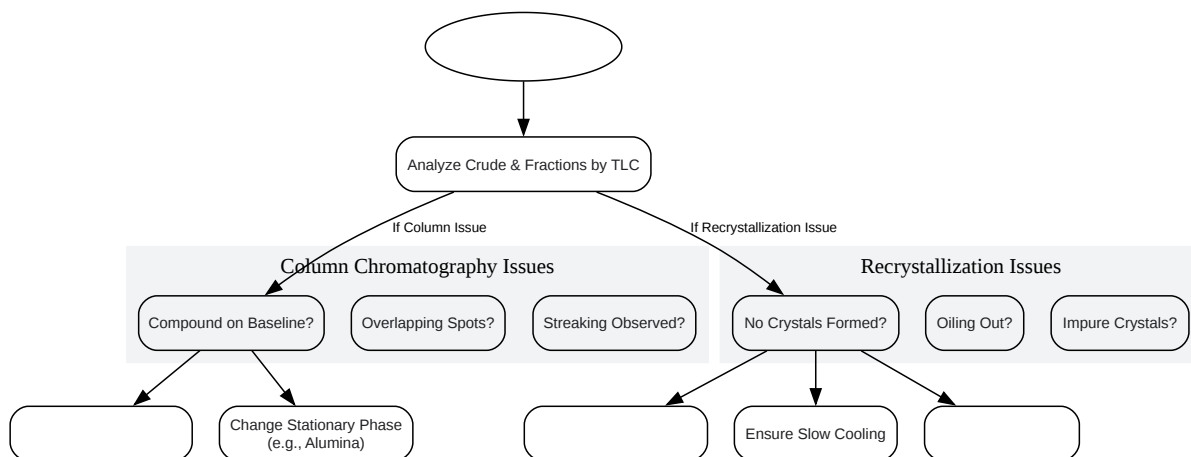 Analyze Crude & Fractions by TLC
If Column Issue
If Recrystallization Issue
Column Chromatography Issues
Recrystallization Issues
Compound on Baseline?
Overlapping Spots?
Streaking Observed?
No Crystals Formed?
Oiling Out?
Impure Crystals?
Change Stationary Phase
(e.g., Alumina)
Ensure Slow Cooling